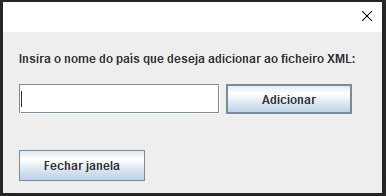 Insira o nome do país que deseja adicionar ao ficheiro XML:
Adicionar
Fechar janela